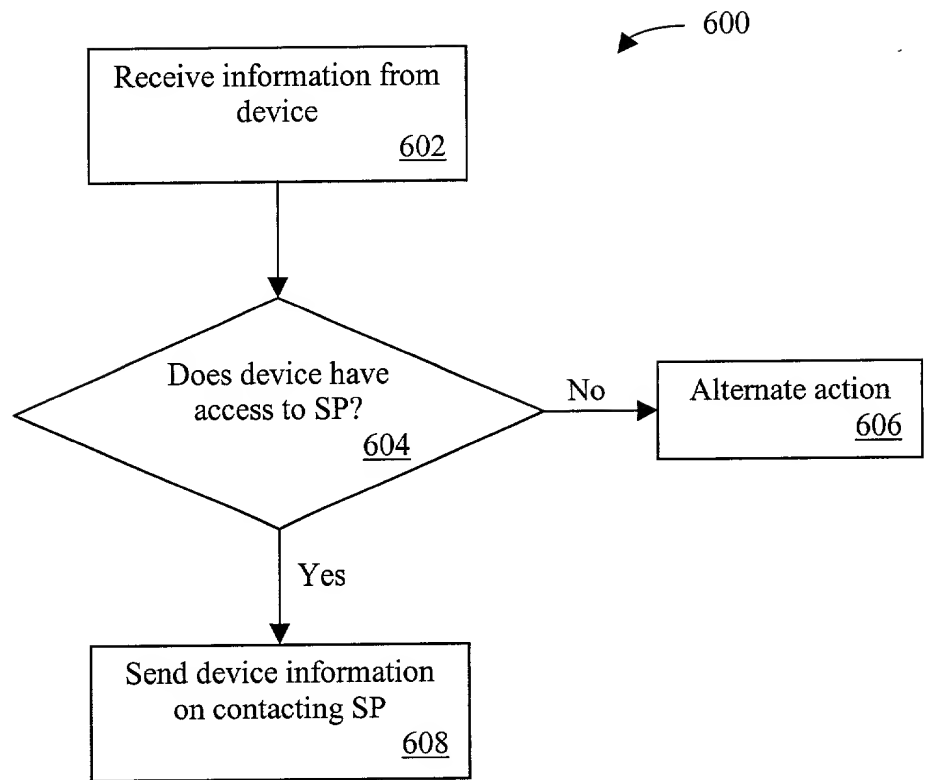 600
Receive information from
device
602
Does device have
access to SP?
604
No
Alternate action
606
Yes
Send device information
on contacting SP
608